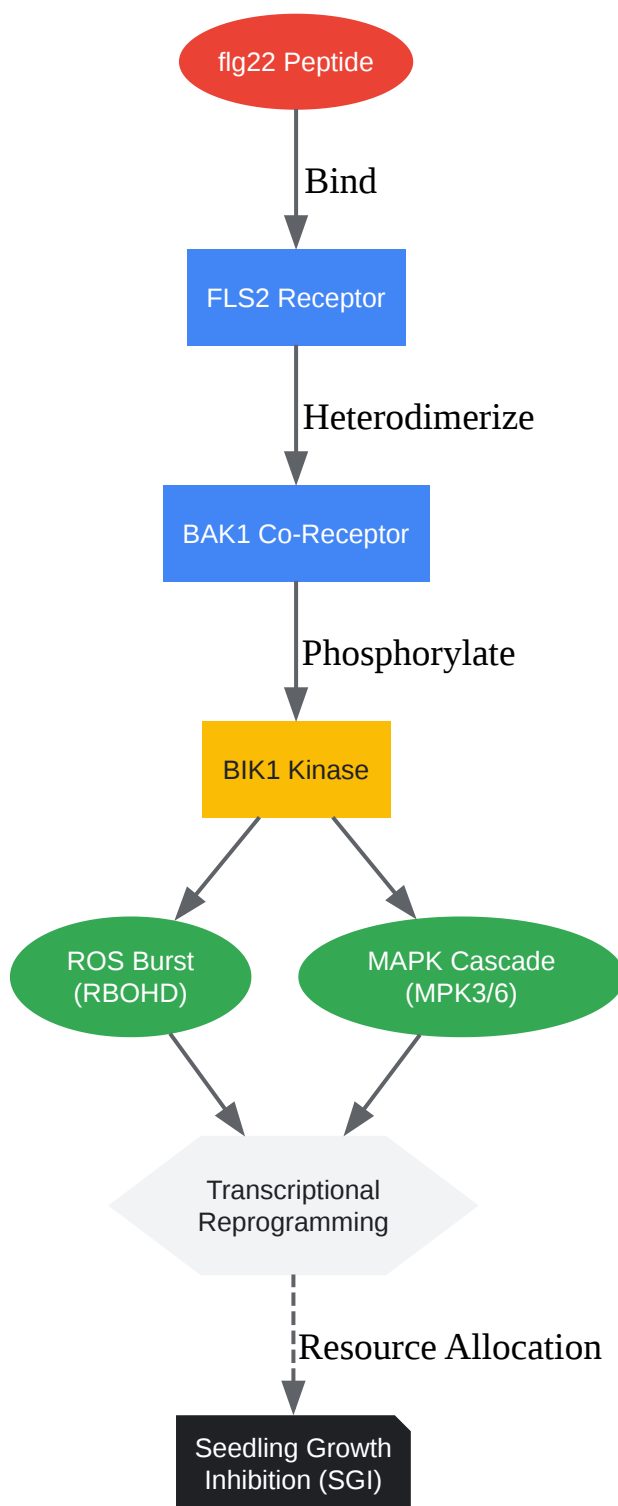 flg22 Peptide
Bind
FLS2 Receptor
Heterodimerize
BAK1 Co-Receptor
Phosphorylate
BIK1 Kinase
ROS Burst
(RBOHD)
MAPK Cascade
(MPK3/6)
Transcriptional
Reprogramming
Resource Allocation
Seedling Growth
Inhibition (SGI)